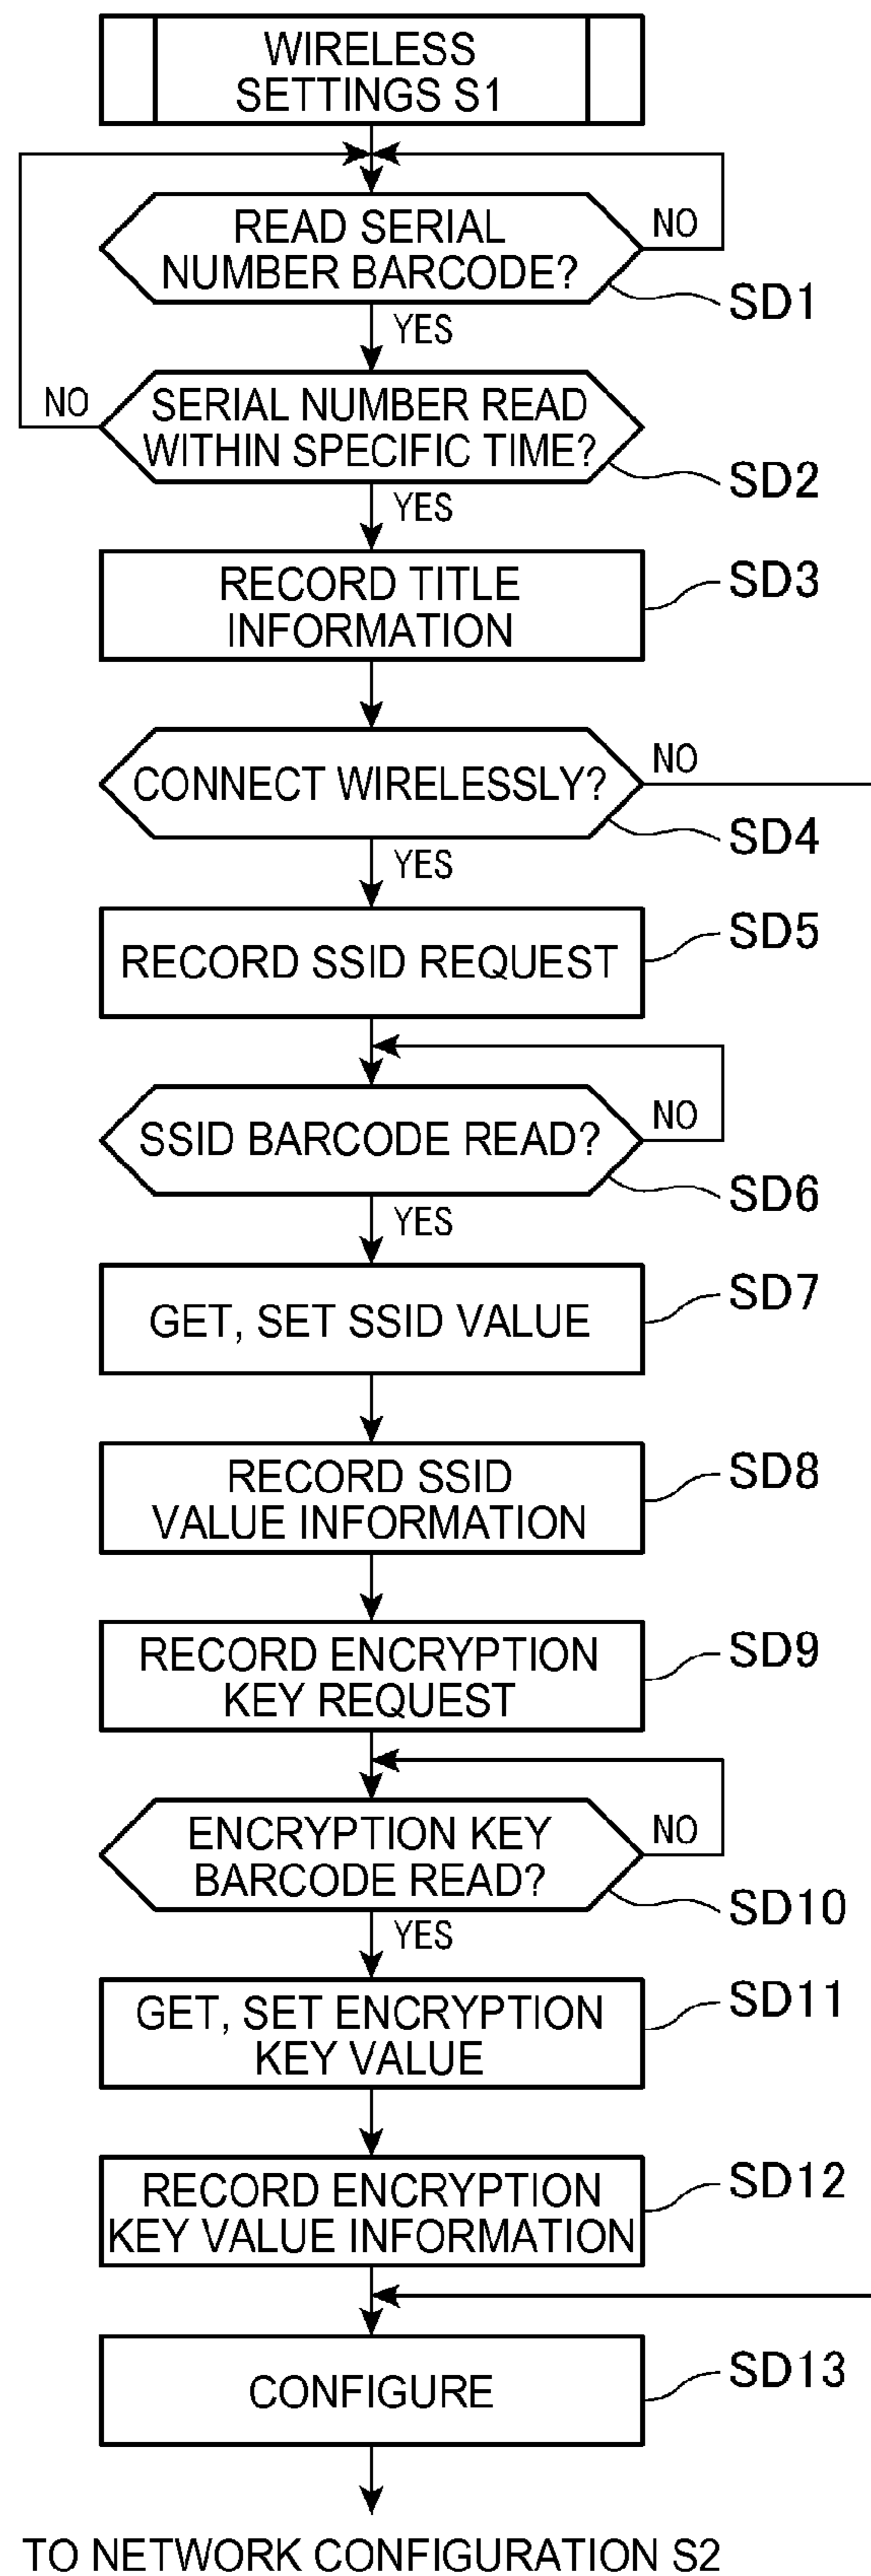 WIRELESS
SETTINGS S1
READ SERIAL
NUMBER BARCODE?
NO
SD1
YES
NO
SERIAL NUMBER READ
WITHIN SPECIFIC TIME?
SD2
YES
RECORD TITLE
INFORMATION
SD3
CONNECT WIRELESSLY?
NO
SD4
YES
RECORD SSID REQUEST
SD5
SSID BARCODE READ?
NO
SD6
YES
GET, SET SSID VALUE
SD7
RECORD SSID
VALUE INFORMATION
SD8
RECORD ENCRYPTION
KEY REQUEST
SD9
ENCRYPTION KEY
BARCODE READ?
NO
SD10
YES
GET, SET ENCRYPTION
KEY VALUE
SD11
RECORD ENCRYPTION
KEY VALUE INFORMATION
SD12
CONFIGURE
SD13
TO NETWORK CONFIGURATION S2